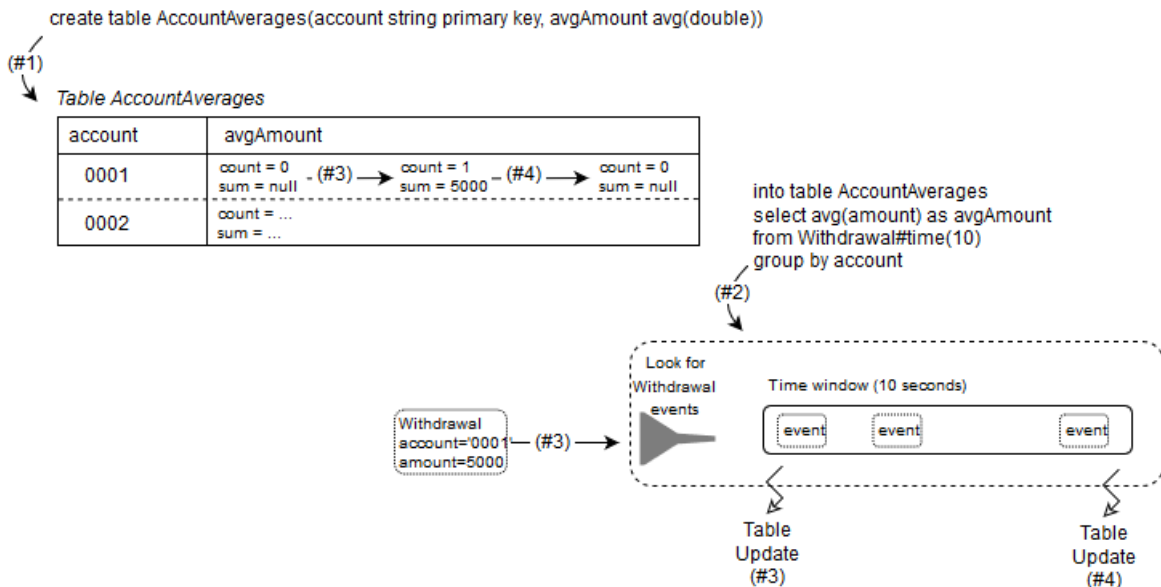 create table AccountAverages(account string primary key, avgAmount avg(double))
(#1)
Table AccountAverages
account avgAmount
0001
count = 0
sum = null
(#3)
count = 1
sum = 5000
(#4)
count = 0
sum = null
0002
count = ...
sum = ...
into table AccountAverages
select avg(amount) as avgAmount
from Withdrawal#time(10)
group by account
(#2)
Look for
Withdrawal
events
Time window (10 seconds)
event event event
Withdrawal
account='0001'
amount=5000
(#3)
Table
Update
(#3)
Table
Update
(#4)